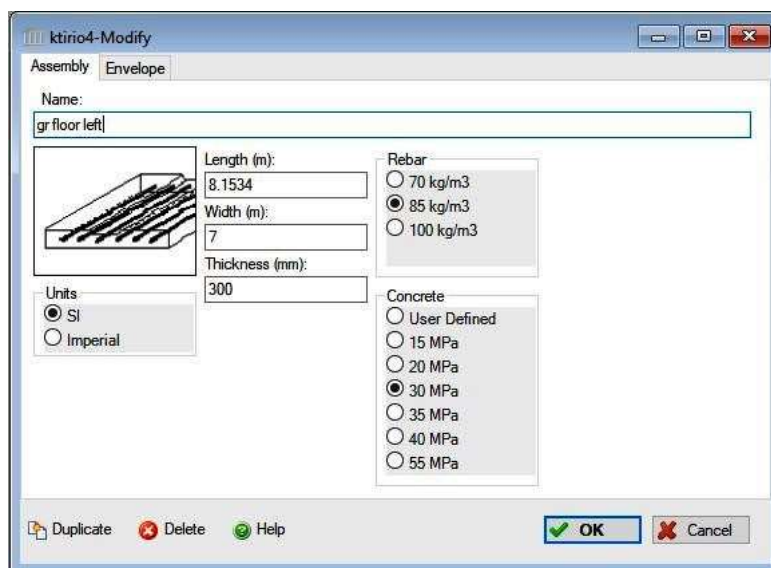 ktirio4-Modify
Assembly
Envelope
Name:
gr floor left
Length (m):
8.1534
Width (m):
7
Thickness (mm):
300
Units
SI
Imperial
Rebar
70 kg/m3
85 kg/m3
100 kg/m3
Concrete
User Defined
15 MPa
20 MPa
30 MPa
35 MPa
40 MPa
55 MPa
Duplicate
Delete
Help
OK
Cancel